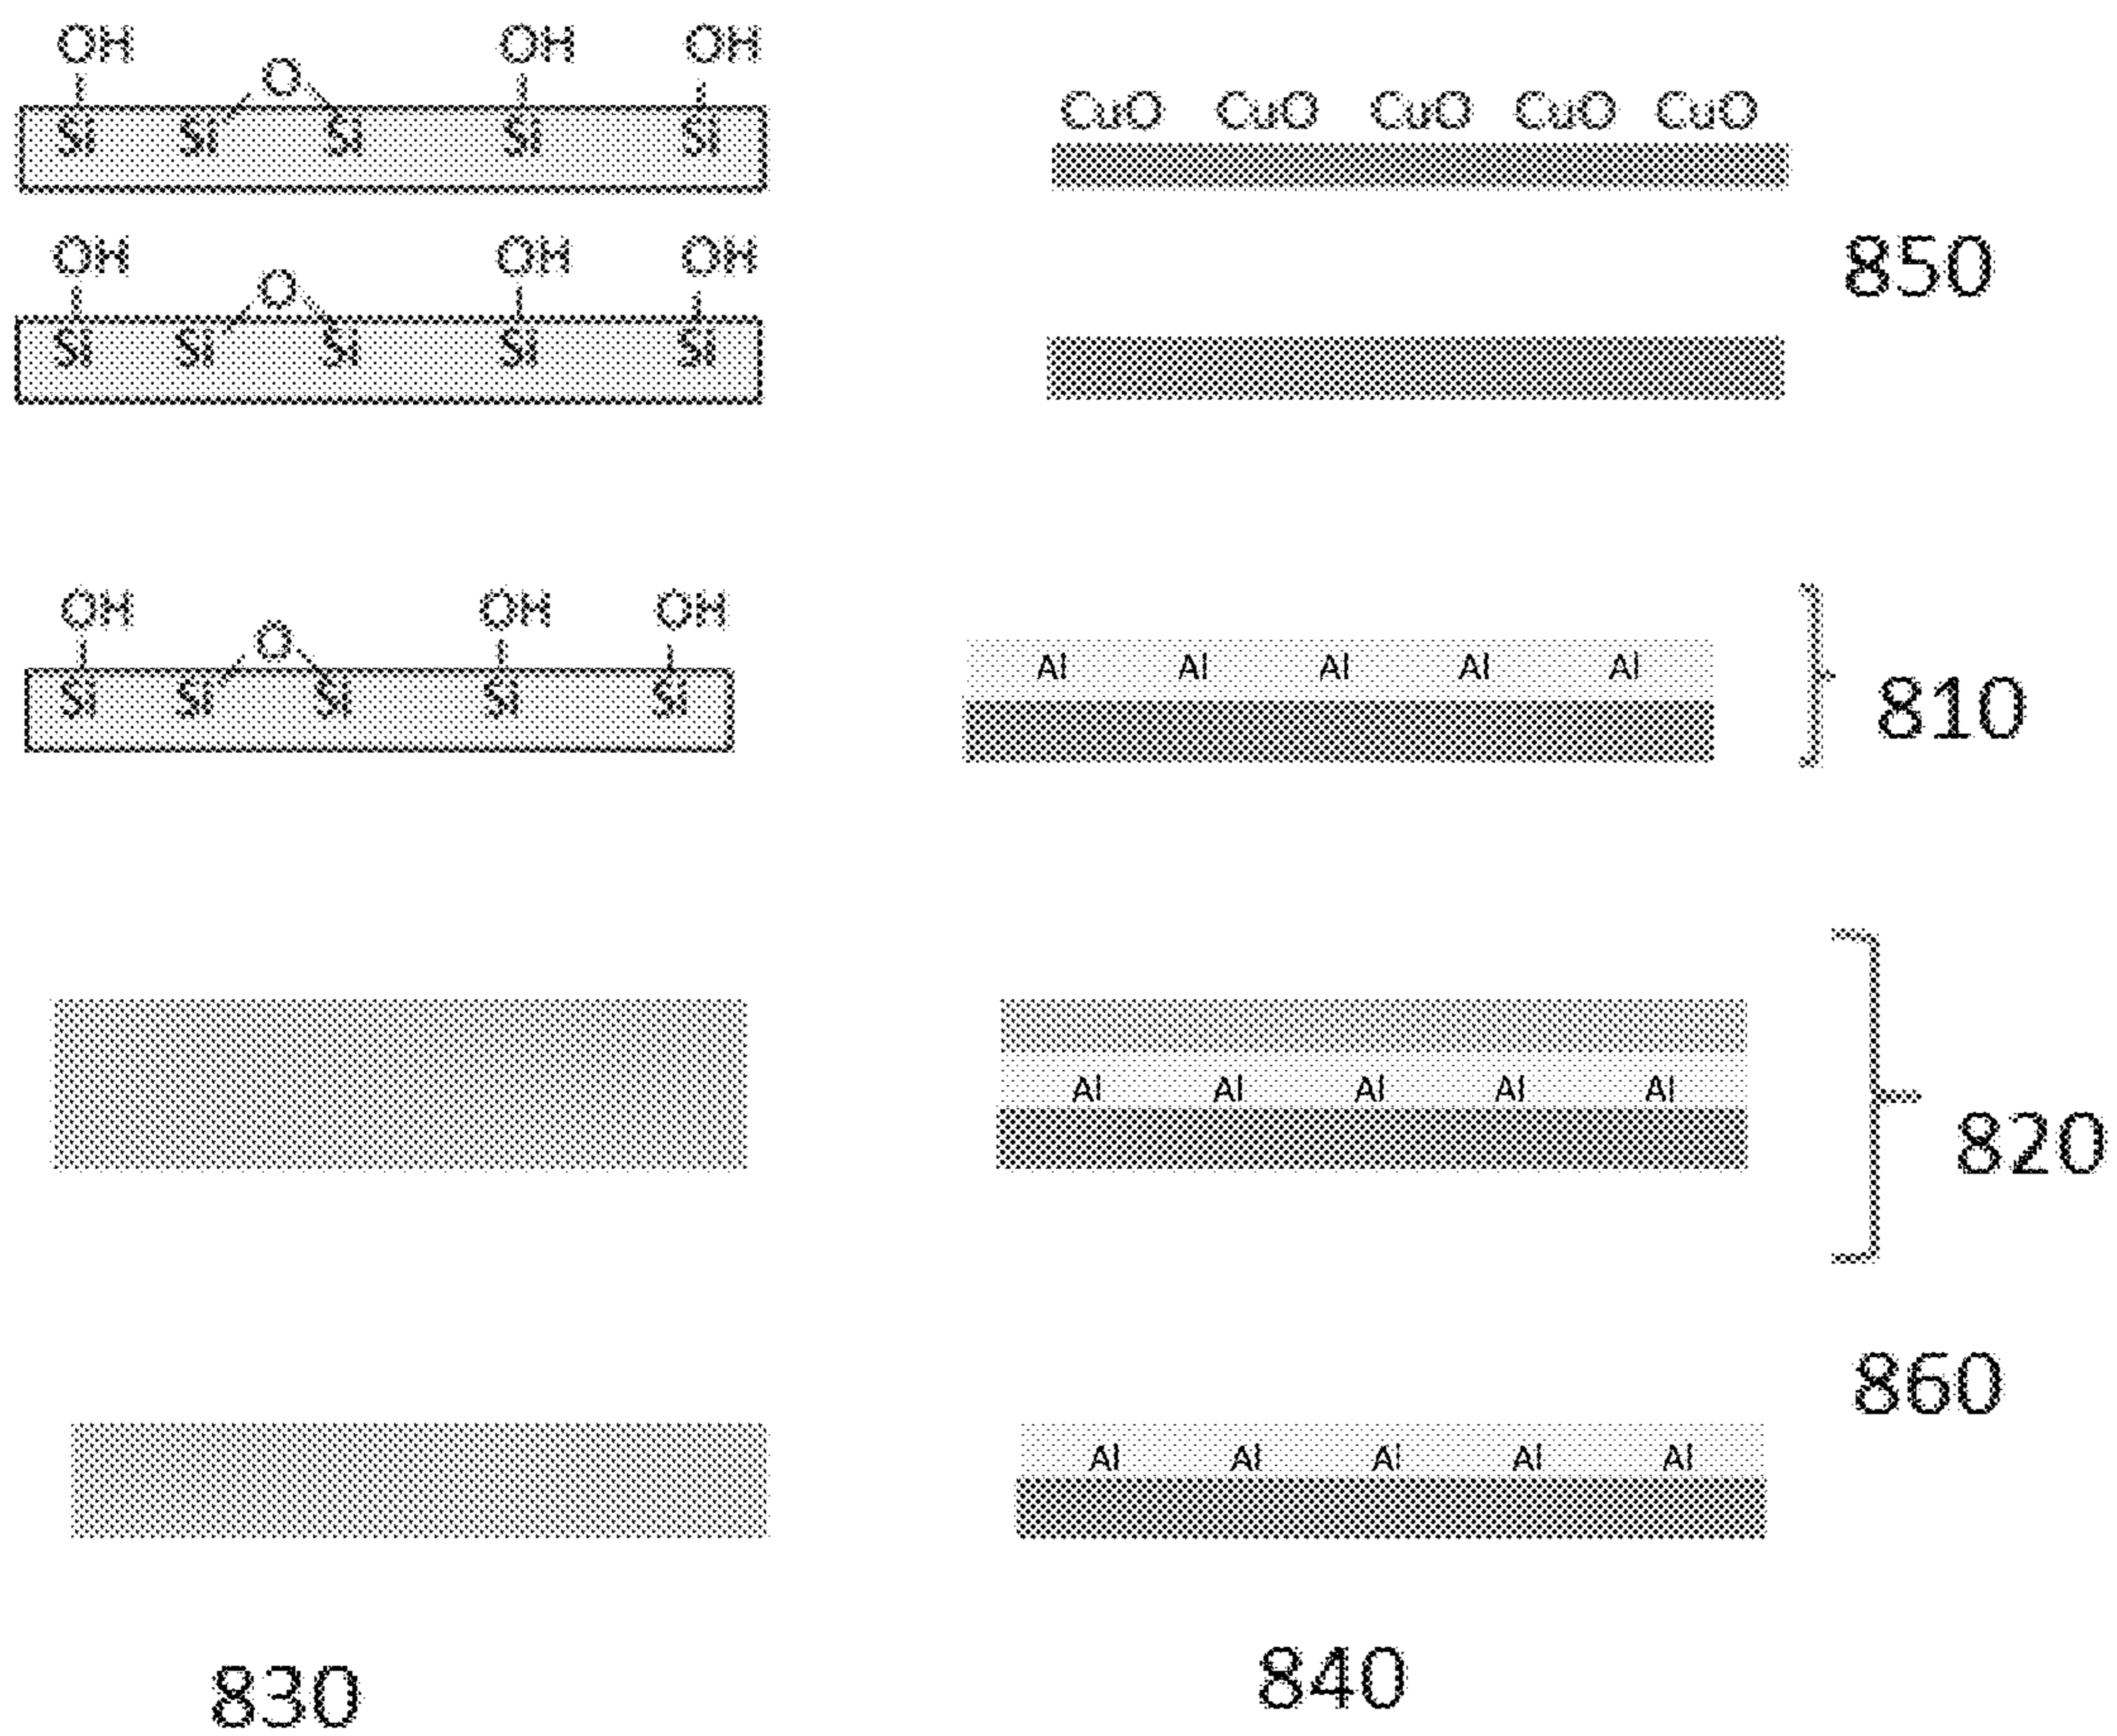 OH O OH OH
Si Si Si Si Si
CuO CuO CuO CuO CuO
850
OH O OH OH
Si Si Si Si Si
OH O OH OH
Si Si Si Si Si
Al Al Al Al Al
810
Al Al Al Al Al
820
860
Al Al Al Al Al
830
840